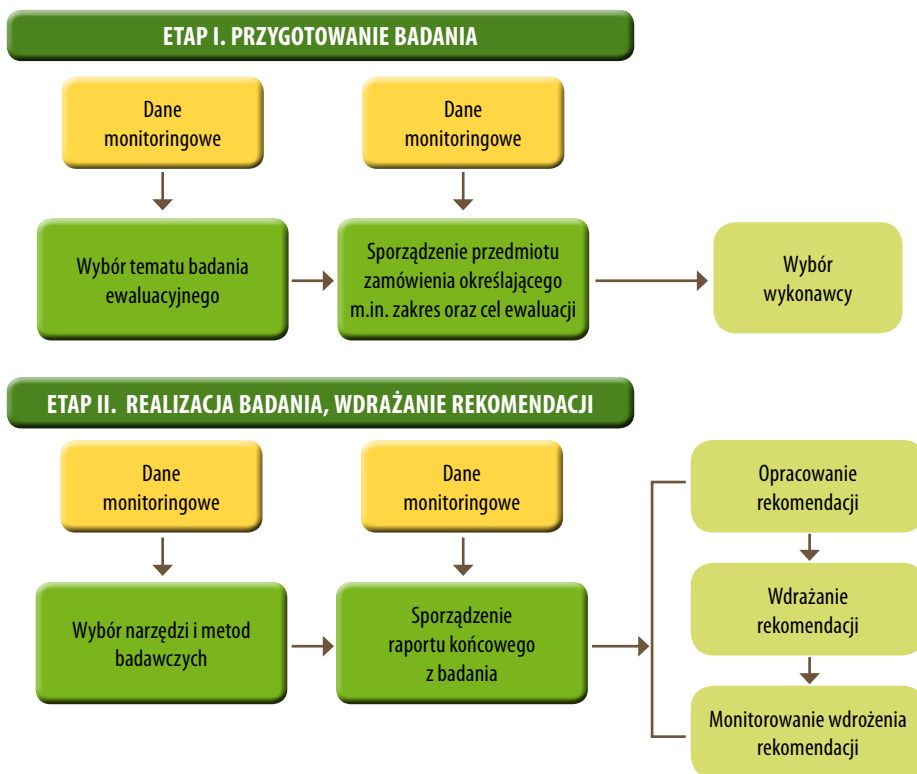 ETAP I. PRZYGOTOWANIE BADANIA
Dane
monitoringowe
Dane
monitoringowe
Wybór tematu badania
ewaluacyjnego
Sporządzenie przedmiotu
zamówienia określającego
m.in. zakres oraz cel ewaluacji
Wybór
wykonawcy
ETAP II. REALIZACJA BADANIA, WDRAŻANIE REKOMENDACJI
Dane
monitoringowe
Dane
monitoringowe
Opracowanie
rekomendacji
Wybór narzędzi i metod
badawczych
Sporządzenie
raportu końcowego
z badania
Wdrażanie
rekomendacji
Monitorowanie wdrożenia
rekomendacji